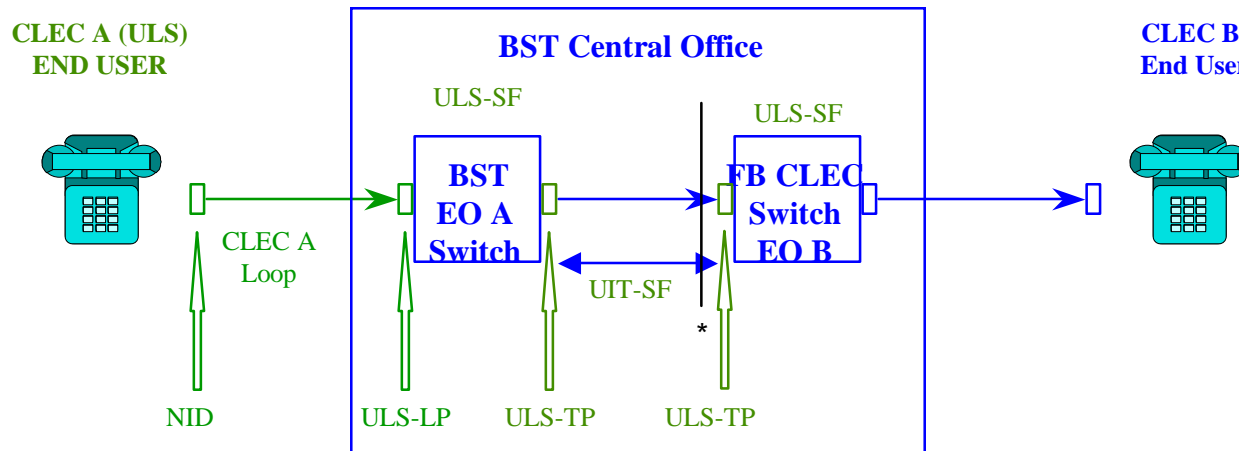 CLEC A (ULS)
END USER
BST Central Office
CLEC B
End User
ULS-SF
ULS-SF
BST
EO A
Switch
FB CLEC
Switch
EO B
CLEC A
Loop
UIT-SF
*
NID
ULS-LP
ULS-TP
ULS-TP